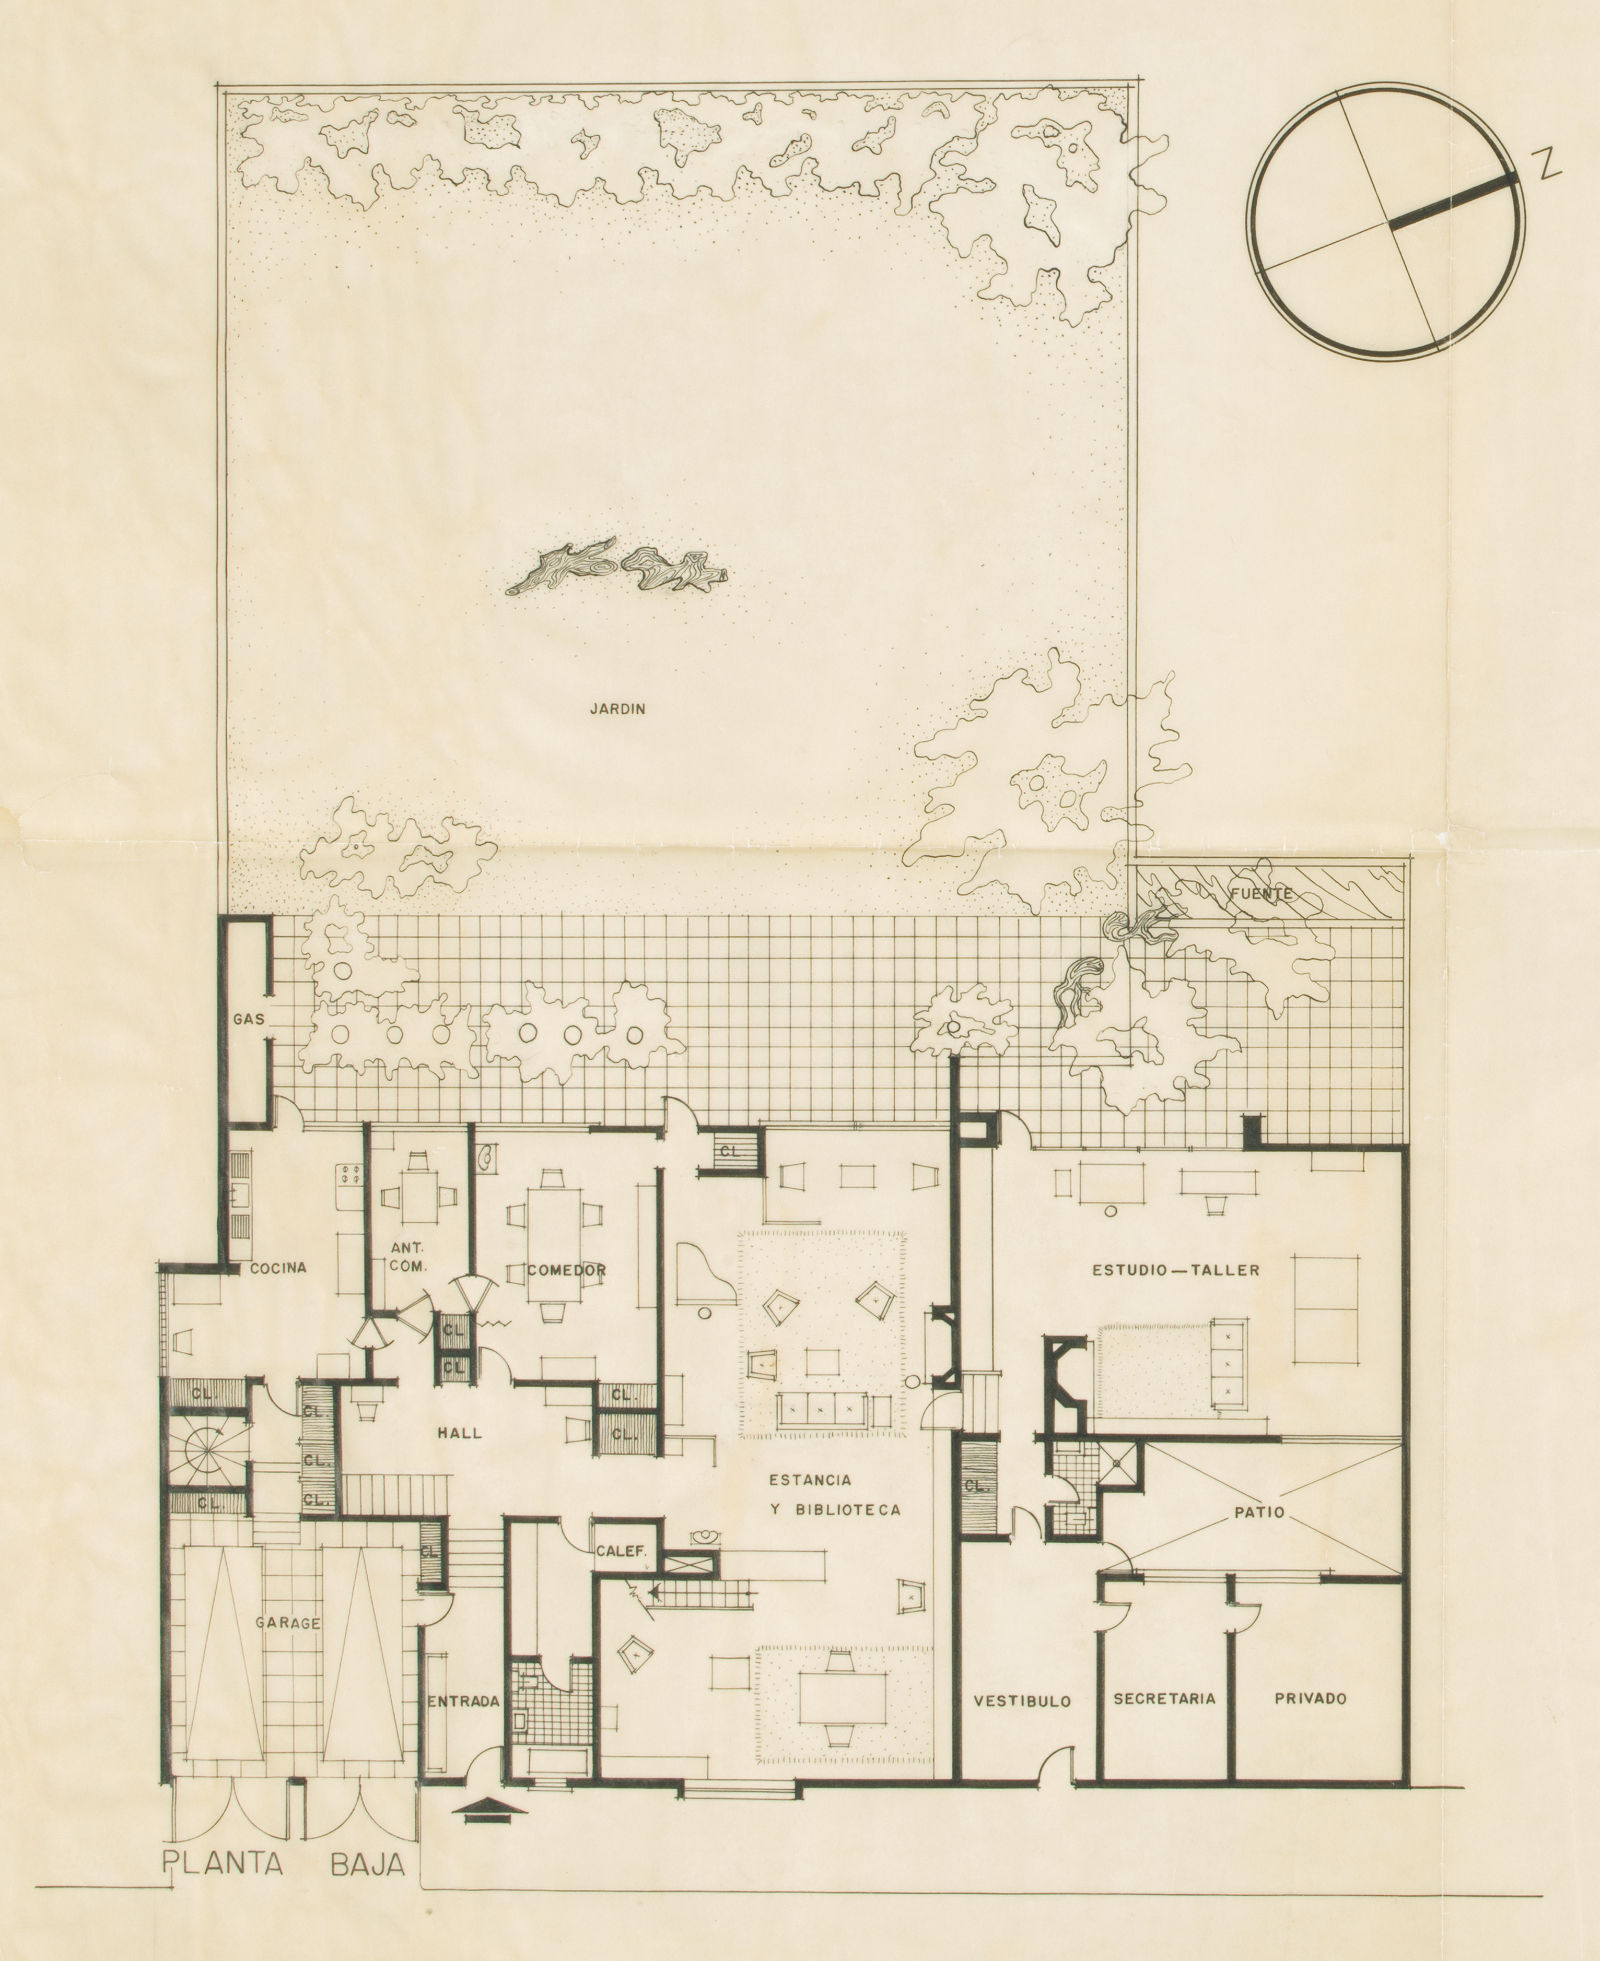 N
JARDIN
FUENTE
GAS
CL
ANT.
COM.
COCINA
COMEDOR
ESTUDIO—TALLER
CL
CL
CL.
CL.
CL.
HALL
CL.
CL.
ESTANCIA
Y BIBLIOTECA
CL.
CL.
CL.
PATIO
CL
CALEF.
GARAGE
ENTRADA
VESTIBULO
SECRETARIA
PRIVADO
PLANTA BAJA